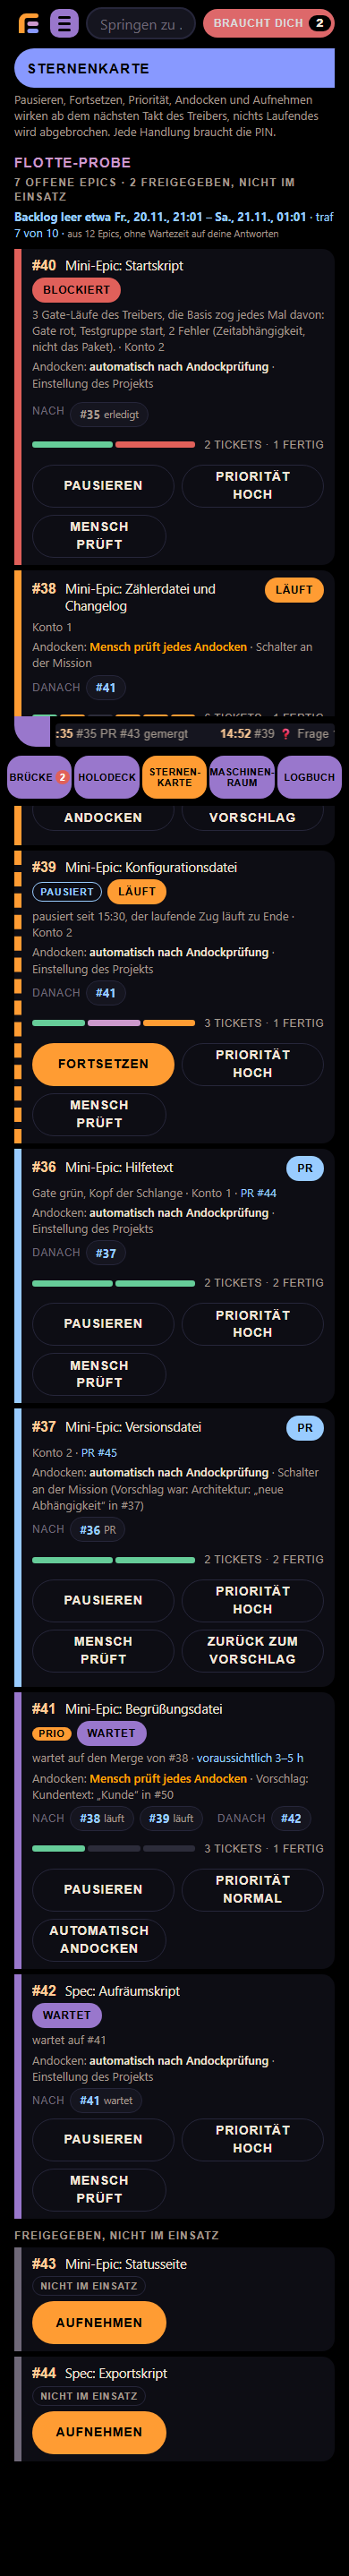 Springen zu .
BRAUCHT DICH 2
STERNENKARTE
Pausieren, Fortsetzen, Priorität, Andocken und Aufnehmen
wirken ab dem nächsten Takt des Treibers, nichts Laufendes
wird abgebrochen. Jede Handlung braucht die PIN.
FLOTTE-PROBE
7 OFFENE EPICS · 2 FREIGEGEBEN, NICHT IM
EINSATZ
Backlog leer etwa Fr., 20.11., 21:01 – Sa., 21.11., 01:01 · traf
7 von 10 · aus 12 Epics, ohne Wartezeit auf deine Antworten
#40 Mini-Epic: Startskript
BLOCKIERT
3 Gate-Läufe des Treibers, die Basis zog jedes Mal davon:
Gate rot, Testgruppe start, 2 Fehler (Zeitabhängigkeit,
nicht das Paket). · Konto 2
Andocken: automatisch nach Andockprüfung ·
Einstellung des Projekts
NACH #35 erledigt
2 TICKETS · 1 FERTIG
PAUSIEREN
PRIORITÄT
HOCH
MENSCH
PRÜFT
#38 Mini-Epic: Zählerdatei und
Changelog
LÄUFT
Konto 1
Andocken: Mensch prüft jedes Andocken · Schalter an
der Mission
DANACH #41
:35 #35 PR #43 gemergt 14:52 #39 ❓ Frage
BRÜCKE 2
HOLODECK
STERNEN-
KARTE
MASCHINEN-
RAUM
LOGBUCH
ANDOCKEN
VORSCHLAG
#39 Mini-Epic: Konfigurationsdatei
PAUSIERT LÄUFT
pausiert seit 15:30, der laufende Zug läuft zu Ende ·
Konto 2
Andocken: automatisch nach Andockprüfung ·
Einstellung des Projekts
DANACH #41
3 TICKETS · 1 FERTIG
FORTSETZEN
PRIORITÄT
HOCH
MENSCH
PRÜFT
#36 Mini-Epic: Hilfetext
PR
Gate grün, Kopf der Schlange · Konto 1 · PR #44
Andocken: automatisch nach Andockprüfung ·
Einstellung des Projekts
DANACH #37
2 TICKETS · 2 FERTIG
PAUSIEREN
PRIORITÄT
HOCH
MENSCH
PRÜFT
#37 Mini-Epic: Versionsdatei
PR
Konto 2 · PR #45
Andocken: automatisch nach Andockprüfung · Schalter
an der Mission (Vorschlag war: Architektur: „neue
Abhängigkeit“ in #37)
NACH #36 PR
2 TICKETS · 2 FERTIG
PAUSIEREN
PRIORITÄT
HOCH
MENSCH
PRÜFT
ZURÜCK ZUM
VORSCHLAG
#41 Mini-Epic: Begrüßungsdatei
PRIO WARTET
wartet auf den Merge von #38 · voraussichtlich 3–5 h
Andocken: Mensch prüft jedes Andocken · Vorschlag:
Kundentext: „Kunde“ in #50
NACH #38 läuft #39 läuft DANACH #42
3 TICKETS · 1 FERTIG
PAUSIEREN
PRIORITÄT
NORMAL
AUTOMATISCH
ANDOCKEN
#42 Spec: Aufräumskript
WARTET
wartet auf #41
Andocken: automatisch nach Andockprüfung ·
Einstellung des Projekts
NACH #41 wartet
PAUSIEREN
PRIORITÄT
HOCH
MENSCH
PRÜFT
FREIGEGEBEN, NICHT IM EINSATZ
#43 Mini-Epic: Statusseite
NICHT IM EINSATZ
AUFNEHMEN
#44 Spec: Exportskript
NICHT IM EINSATZ
AUFNEHMEN